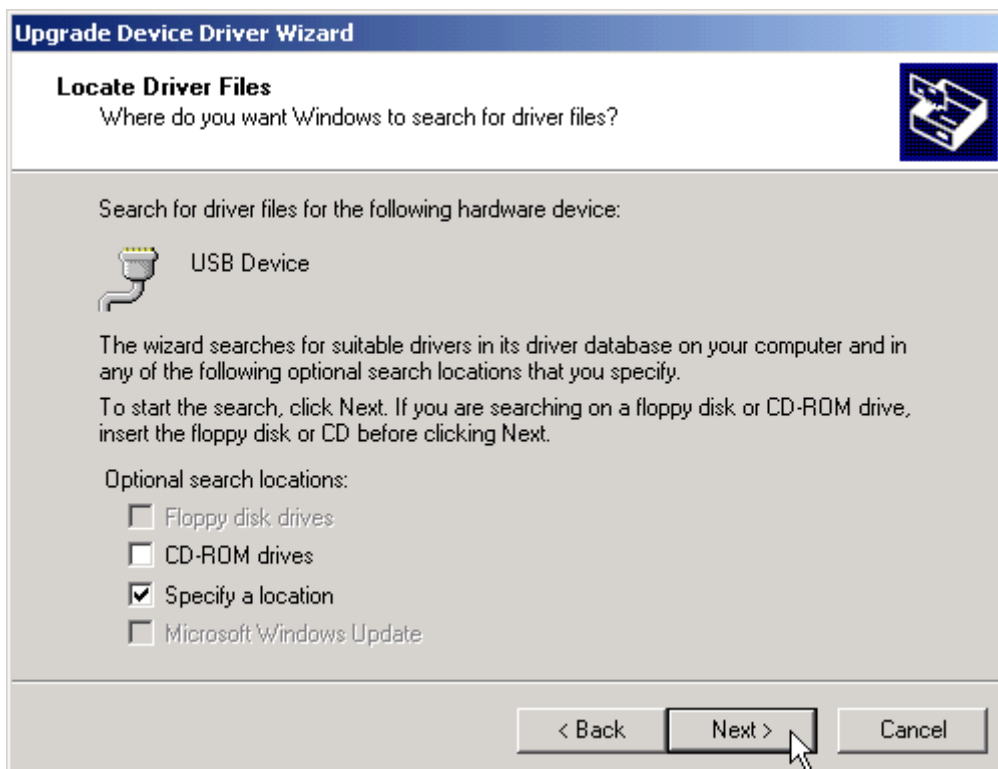 Upgrade Device Driver Wizard
Locate Driver Files
Where do you want Windows to search for driver files?
Search for driver files for the following hardware device:
USB Device
The wizard searches for suitable drivers in its driver database on your computer and in
any of the following optional search locations that you specify.
To start the search, click Next. If you are searching on a floppy disk or CD-ROM drive,
insert the floppy disk or CD before clicking Next.
Optional search locations:
Floppy disk drives
CD-ROM drives
Specify a location
Microsoft Windows Update
< Back Next > Cancel